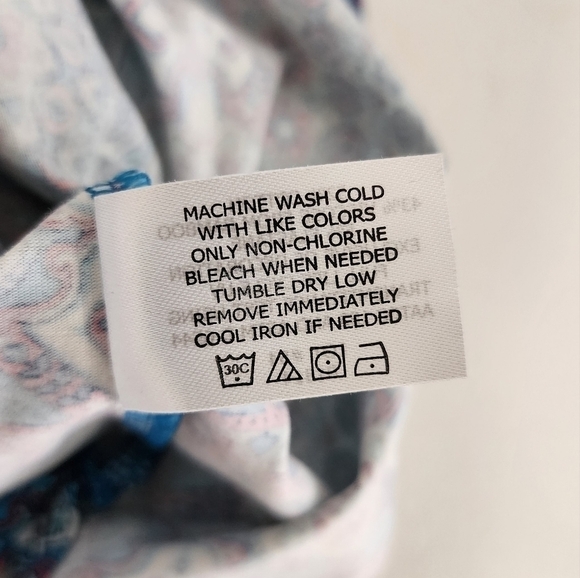 MACHINE WASH COLD
WITH LIKE COLORS
ONLY NON-CHLORINE
BLEACH WHEN NEEDED
TUMBLE DRY LOW
REMOVE IMMEDIATELY
COOL IRON IF NEEDED
30C